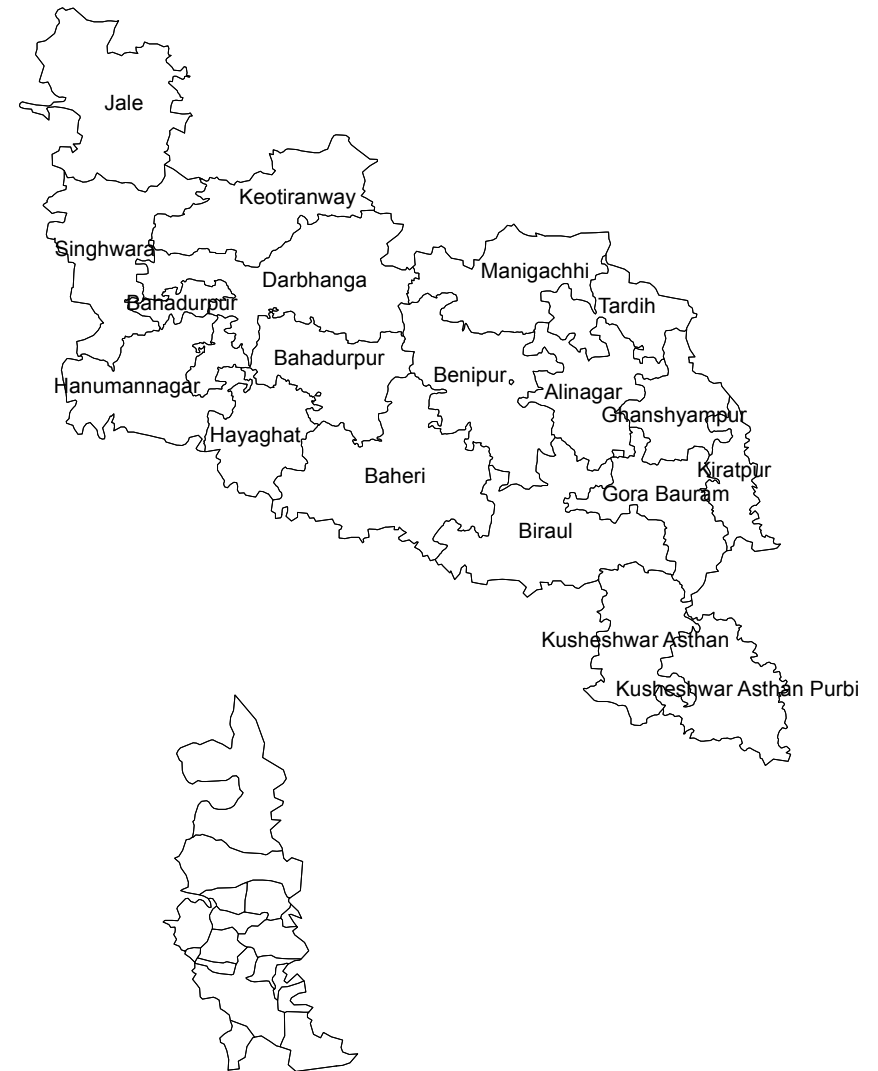 Jale
Keotiranway
Singhwara
Manigachhi
Darbhanga
Bahadurpur
Tardih
Bahadurpur
Benipur
Hanumannagar
Alinagar
Ghanshyampur
Hayaghat
Kiratpur
Baheri
Gora Bauram
Biraul
Kusheshwar Asthan
Kusheshwar Asthan Purbi